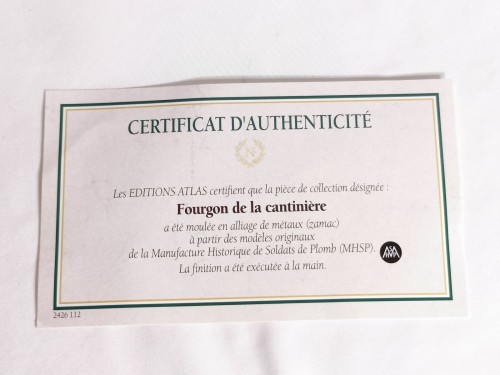 CERTIFICAT D'AUTHENTICITÉ
N
Les EDITIONS ATLAS certifient que la pièce de collection désignée :
Fourgon de la cantinière
a été moulée en alliage de métaux (zamac)
à partir des modèles originaux
de la Manufacture Historique de Soldats de Plomb (MHSP).
La finition a été exécutée à la main.
2426 112